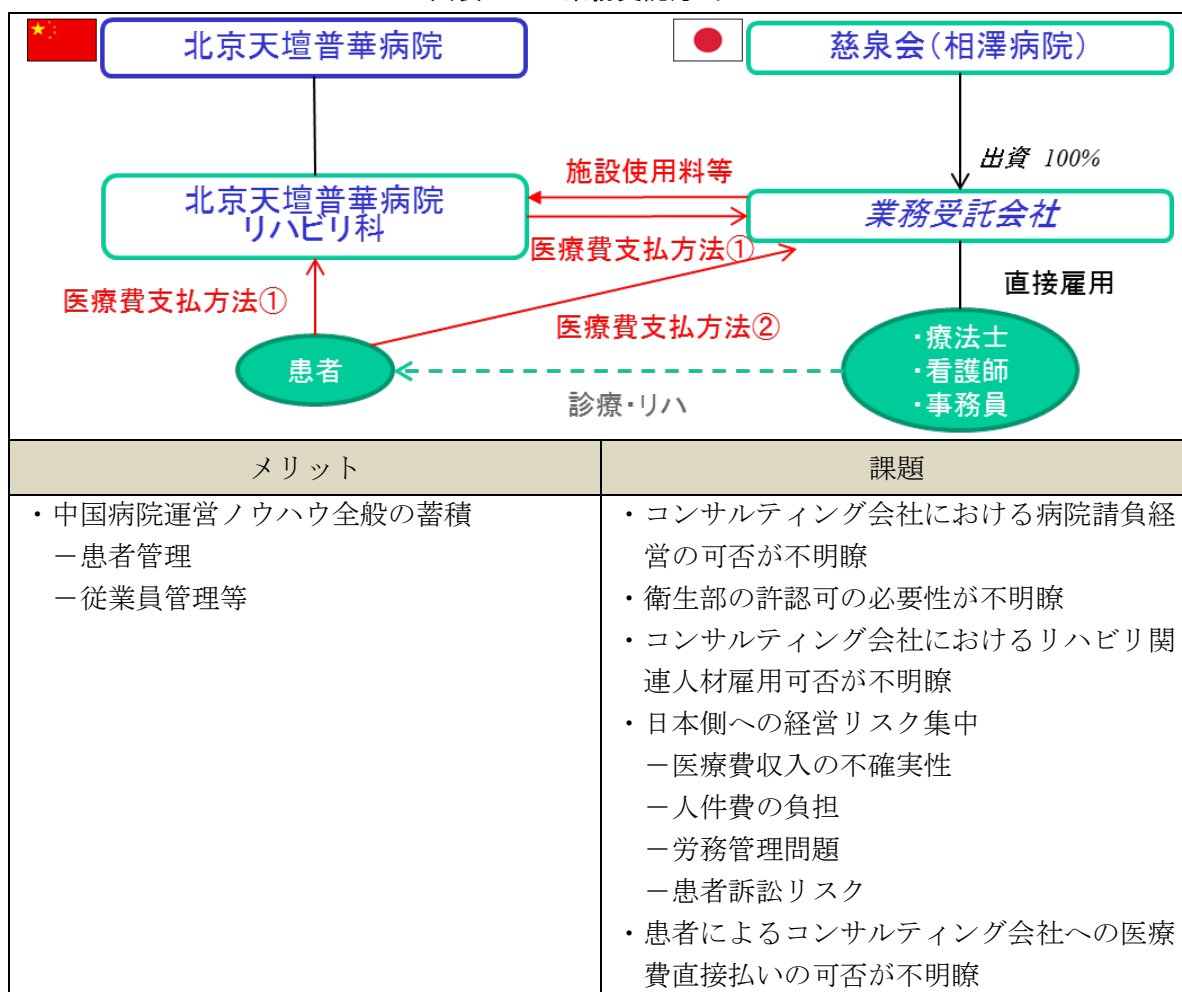 北京天壇普華病院
慈泉会(相澤病院)
出資 100%
施設使用料等
北京天壇普華病院
リハビリ科
業務受託会社
医療費支払方法①
直接雇用
医療費支払方法①
医療費支払方法②
患者
・療法士
・看護師
・事務員
診療・リハ
メリット
課題
・中国病院運営ノウハウ全般の蓄積
－患者管理
－従業員管理等
・コンサルティング会社における病院請負経
営の可否が不明瞭
・衛生部の許認可の必要性が不明瞭
・コンサルティング会社におけるリハビリ関
連人材雇用可否が不明瞭
・日本側への経営リスク集中
－医療費収入の不確実性
－人件費の負担
－労務管理問題
－患者訴訟リスク
・患者によるコンサルティング会社への医療
費直接払いの可否が不明瞭